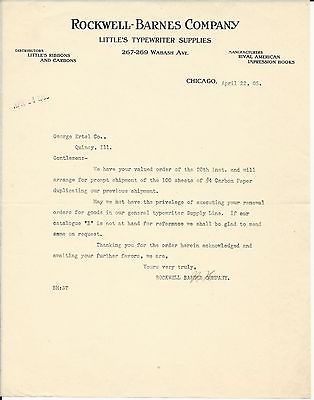 ROCKWELL-BARNES COMPANY
LITTLE'S TYPEWRITER SUPPLIES
DISTRIBUTORS
LITTLE'S RIBBONS
AND CARBONS
267-269 WABASH AVE.
MANUFACTURERS
RIVAL AMERICAN
IMPRESSION BOOKS
CHICAGO, April 22, 05.
George Ertel Co.,
Quincy, Ill.
Gentlemen:-
We have your valued order of the 20th inst. and will
arrange for prompt shipment of the 100 sheets of #4 Carbon Paper
duplicating our previous shipment.
May we not have the privelege of executing your renewal
orders for goods in our general typewriter Supply Line. If our
catalogue "B" is not at hand for reference we shall be glad to send
same on request.
Thanking you for the order herein acknowledged and
awaiting your further favors, we are,
Yours very truly,
ROCKWELL BARNES COMPANY.